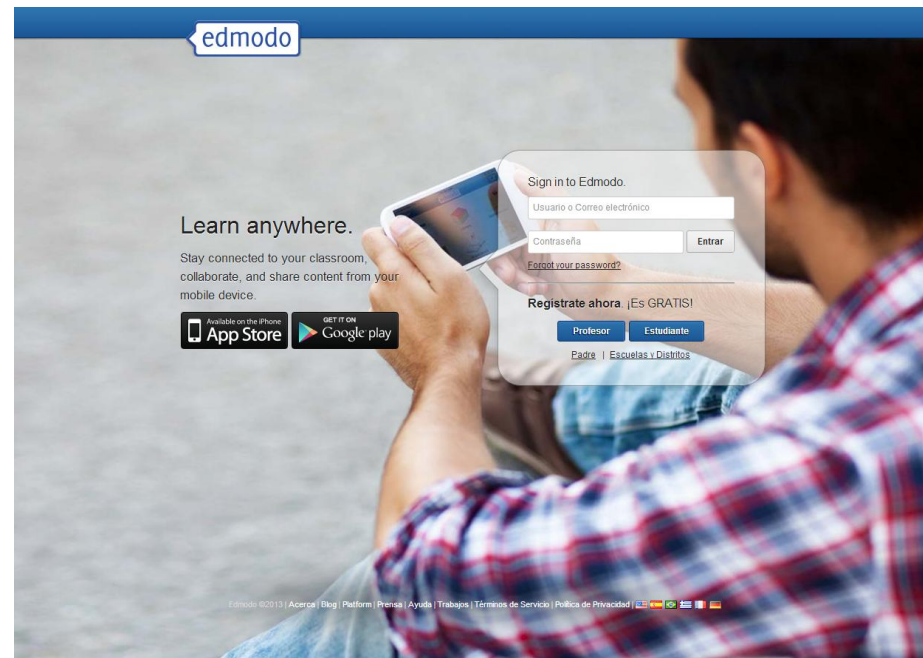 edmodo
Learn anywhere.
Stay connected to your classroom,
collaborate, and share content from your
mobile device.
Available on the iPhone
App Store
GET IT ON
Google play
Sign in to Edmodo.
Usuario o Correo electrónico
Contraseña
Entrar
Forgot your password?
Regístrate ahora. ¡Es GRATIS!
Profesor
Estudiante
Padre | Escuelas y Distritos
Edmodo ©2013 | Acerca | Blog | Platform | Prensa | Ayuda | Trabajos | Términos de Servicio | Política de Privacidad |